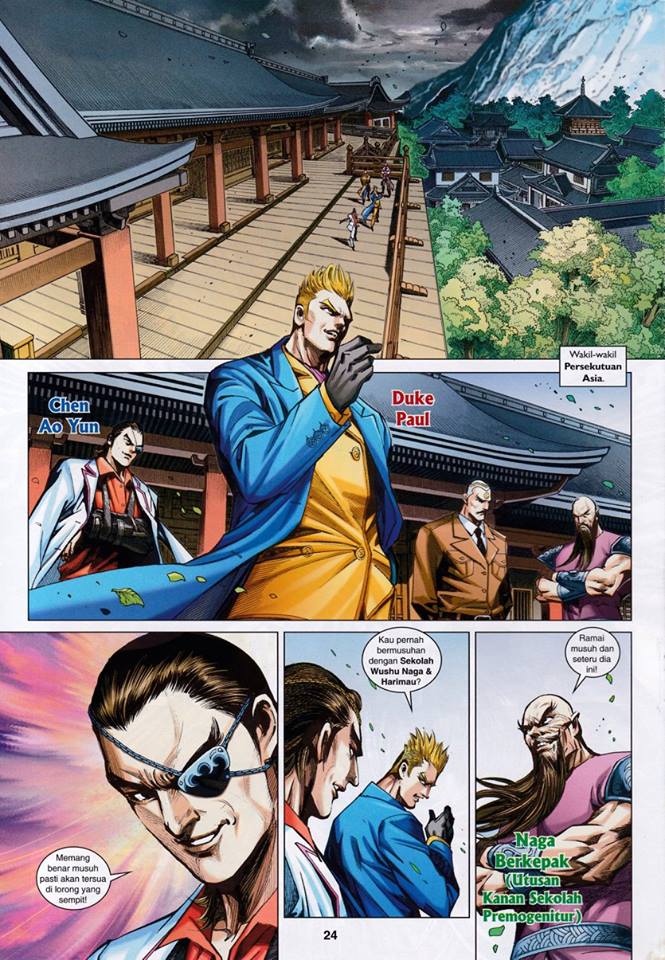 Wakil-wakil
Persekutuan
Asia.
Chen
Ao Yun
Duke
Paul
Memang
benar musuh
pasti akan tersua
di lorong yang
sempit!
Kau pernah
bermusuhan
dengan Sekolah
Wushu Naga &
Harimau?
Ramai
musuh dan
seteru dia
ini!
Naga
Berkepak
(Utusan
Kanan Sekolah
Premogenitur)
24